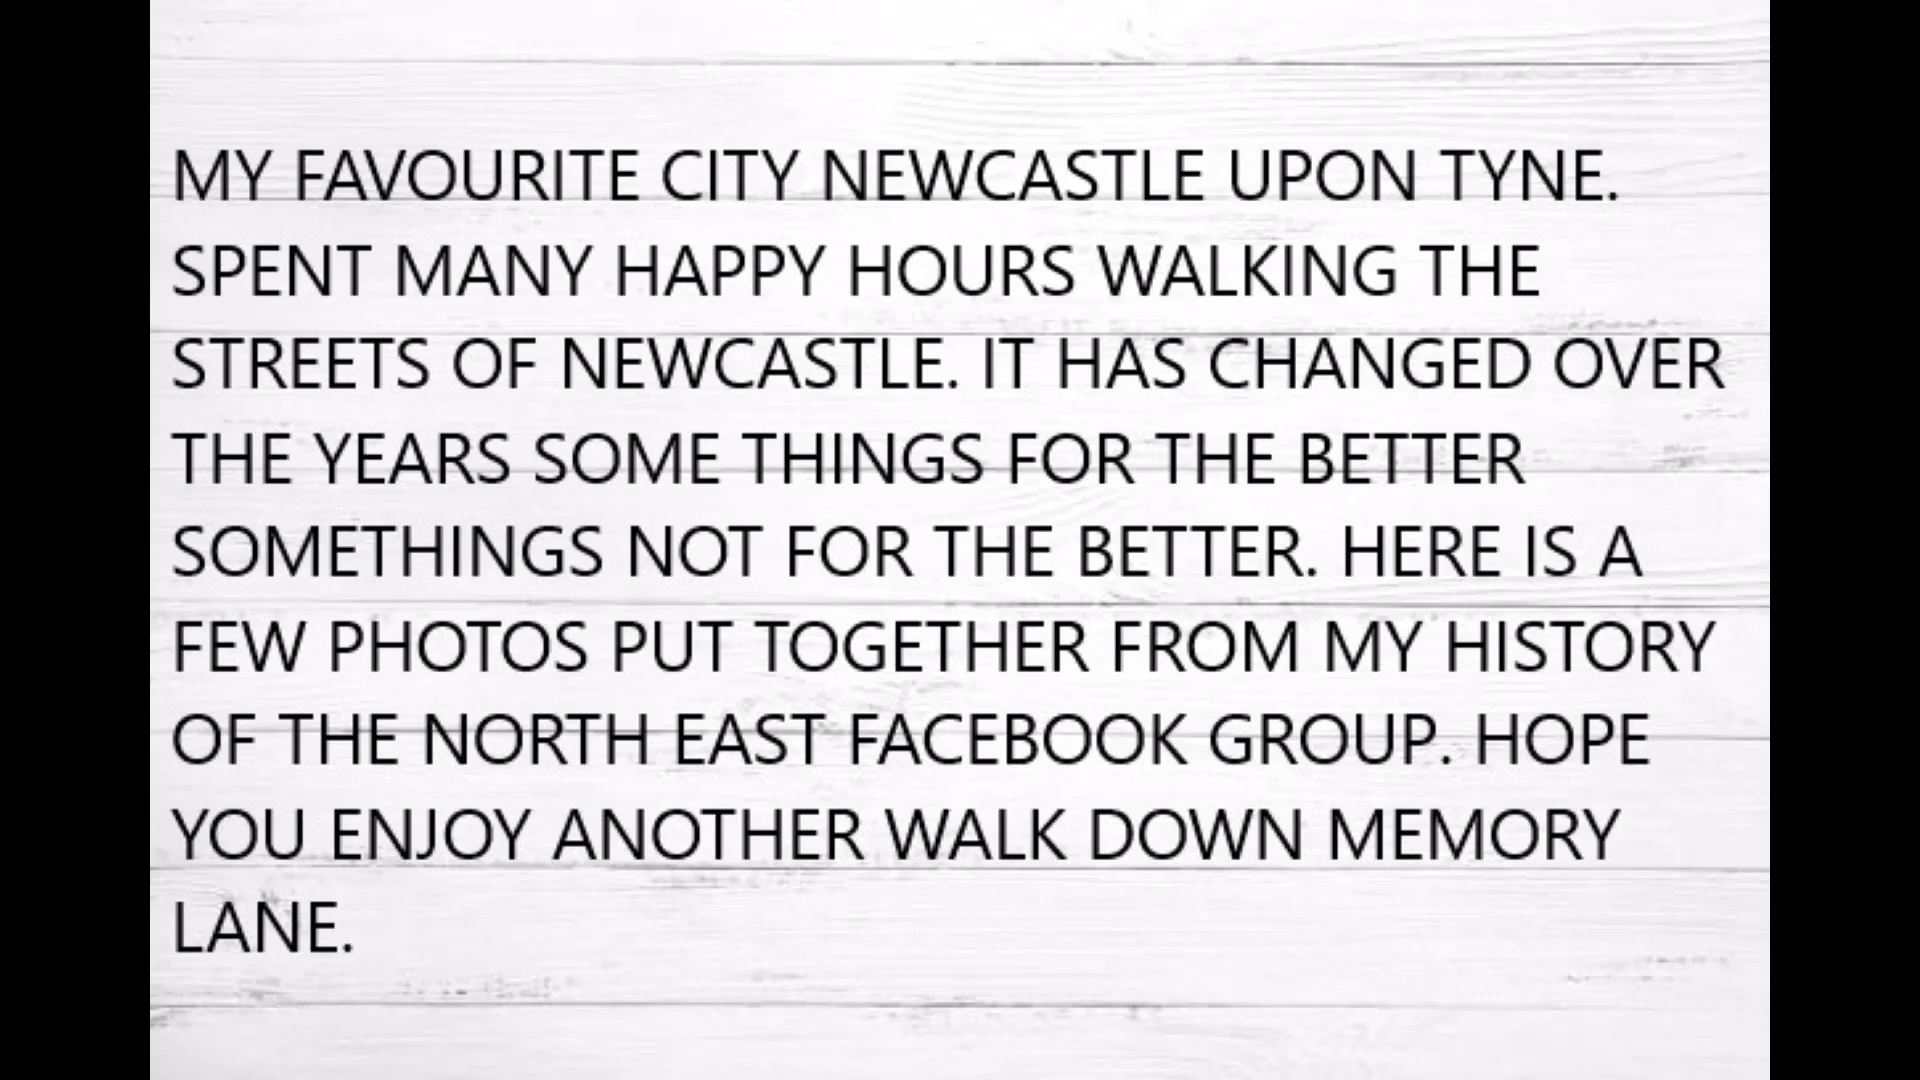 MY FAVOURITE CITY NEWCASTLE UPON TYNE.
SPENT MANY HAPPY HOURS WALKING THE
STREETS OF NEWCASTLE. IT HAS CHANGED OVER
THE YEARS SOME THINGS FOR THE BETTER
SOMETHINGS NOT FOR THE BETTER. HERE IS A
FEW PHOTOS PUT TOGETHER FROM MY HISTORY
OF THE NORTH EAST FACEBOOK GROUP. HOPE
YOU ENJOY ANOTHER WALK DOWN MEMORY
LANE.